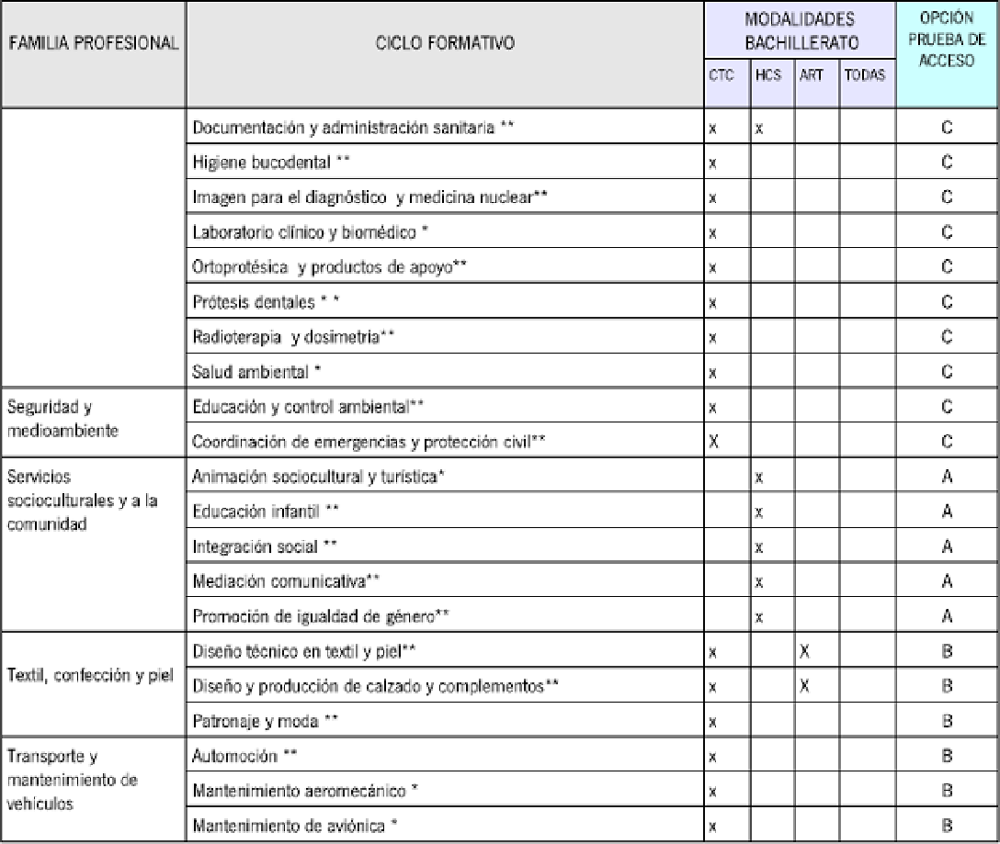 FAMILIA PROFESIONAL CICLO FORMATIVO MODALIDADES BACHILLERATO OPCIÓN PRUEBA DE ACCESO
CTC HCS ART TODAS
Documentación y administración sanitaria ** x x C
Higiene bucodental ** x C
Imagen para el diagnóstico y medicina nuclear** x C
Laboratorio clínico y biomédico * x C
Ortoprotésica y productos de apoyo** x C
Prótesis dentales * * x C
Radioterapia y dosimetría** x C
Salud ambiental * x C
Seguridad y medioambiente
Educación y control ambiental** x C
Coordinación de emergencias y protección civil** X C
Servicios socioculturales y a la comunidad
Animación sociocultural y turística* x A
Educación infantil ** x A
Integración social ** x A
Mediación comunicativa** x A
Promoción de igualdad de género** x A
Textil, confección y piel
Diseño técnico en textil y piel** x X B
Diseño y producción de calzado y complementos** x X B
Patronaje y moda ** x B
Transporte y mantenimiento de vehículos
Automoción ** x B
Mantenimiento aeromecánico * x B
Mantenimiento de aviónica * x B